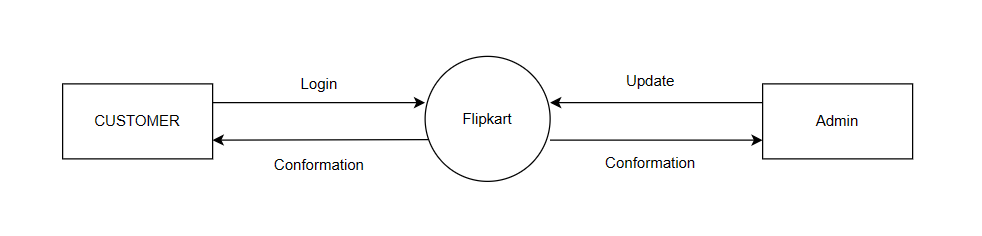 Login
Update
CUSTOMER
Flipkart
Admin
Conformation
Conformation